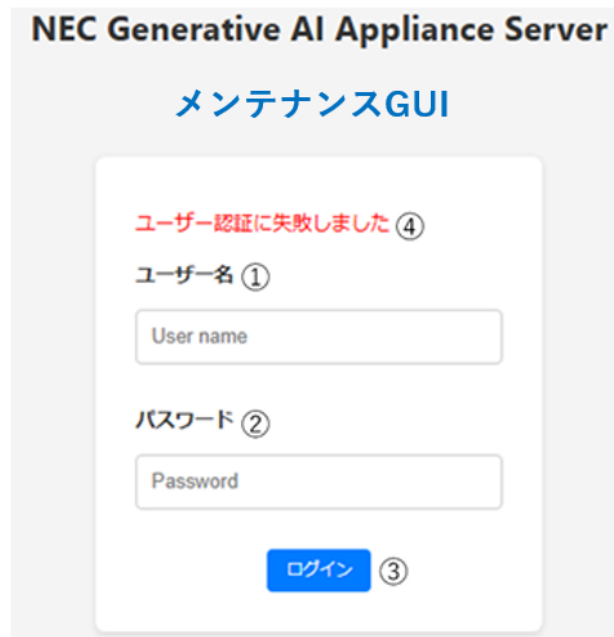 NEC Generative AI Appliance Server
メンテナンスGUI
ユーザー認証に失敗しました ④
ユーザー名 ①
User name
パスワード ②
Password
ログイン ③